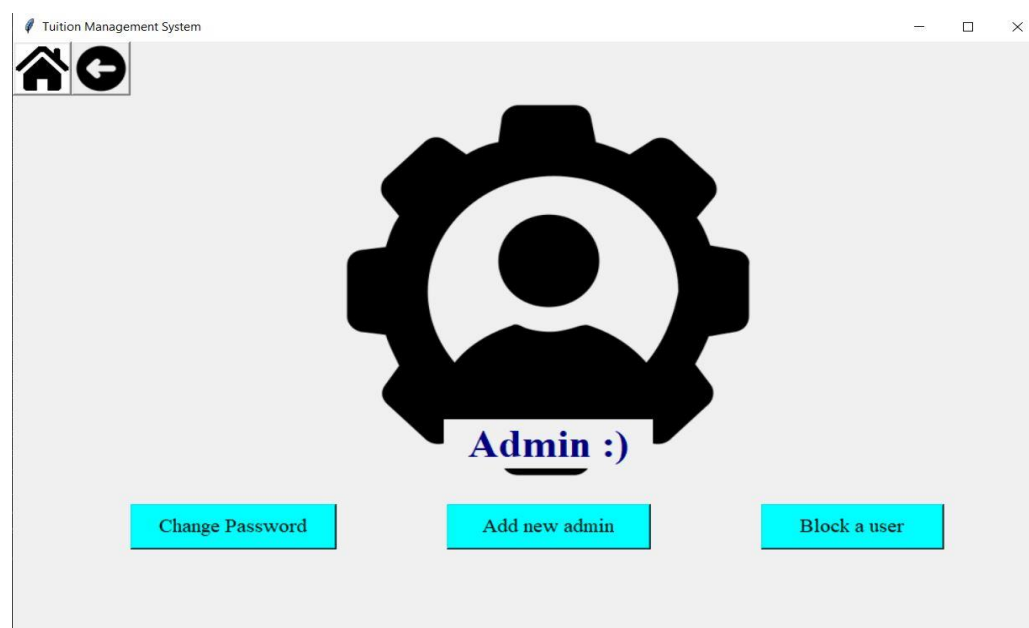 Tuition Management System
Admin :)
Change Password
Add new admin
Block a user